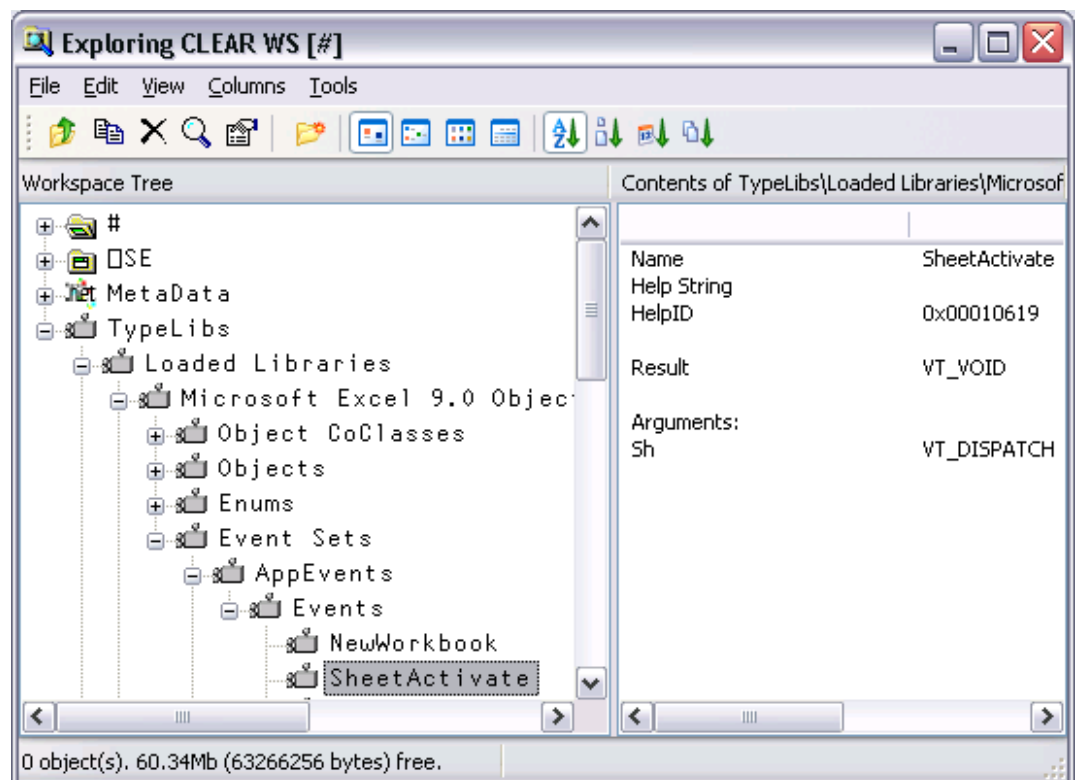 Exploring CLEAR WS [#]
File Edit View Columns Tools
Workspace Tree
Contents of TypeLibs\Loaded Libraries\Microsof
#
⎕SE
.net MetaData
TypeLibs
Loaded Libraries
Microsoft Excel 9.0 Objec
Object CoClasses
Objects
Enums
Event Sets
AppEvents
Events
NewWorkbook
SheetActivate
Name SheetActivate
Help String
HelpID 0x00010619
Result VT_VOID
Arguments:
Sh VT_DISPATCH
0 object(s). 60.34Mb (63266256 bytes) free.